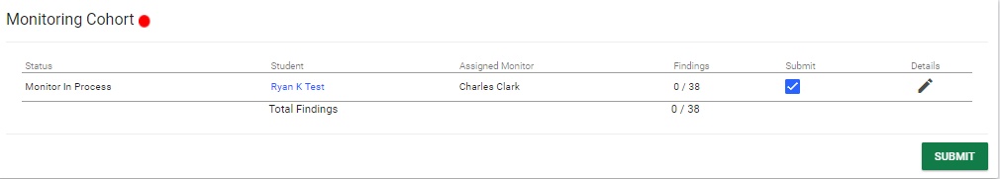 Monitoring Cohort
Status Student Assigned Monitor Findings Submit Details
Monitor In Process Ryan K Test Charles Clark 0 / 38
Total Findings 0 / 38
SUBMIT